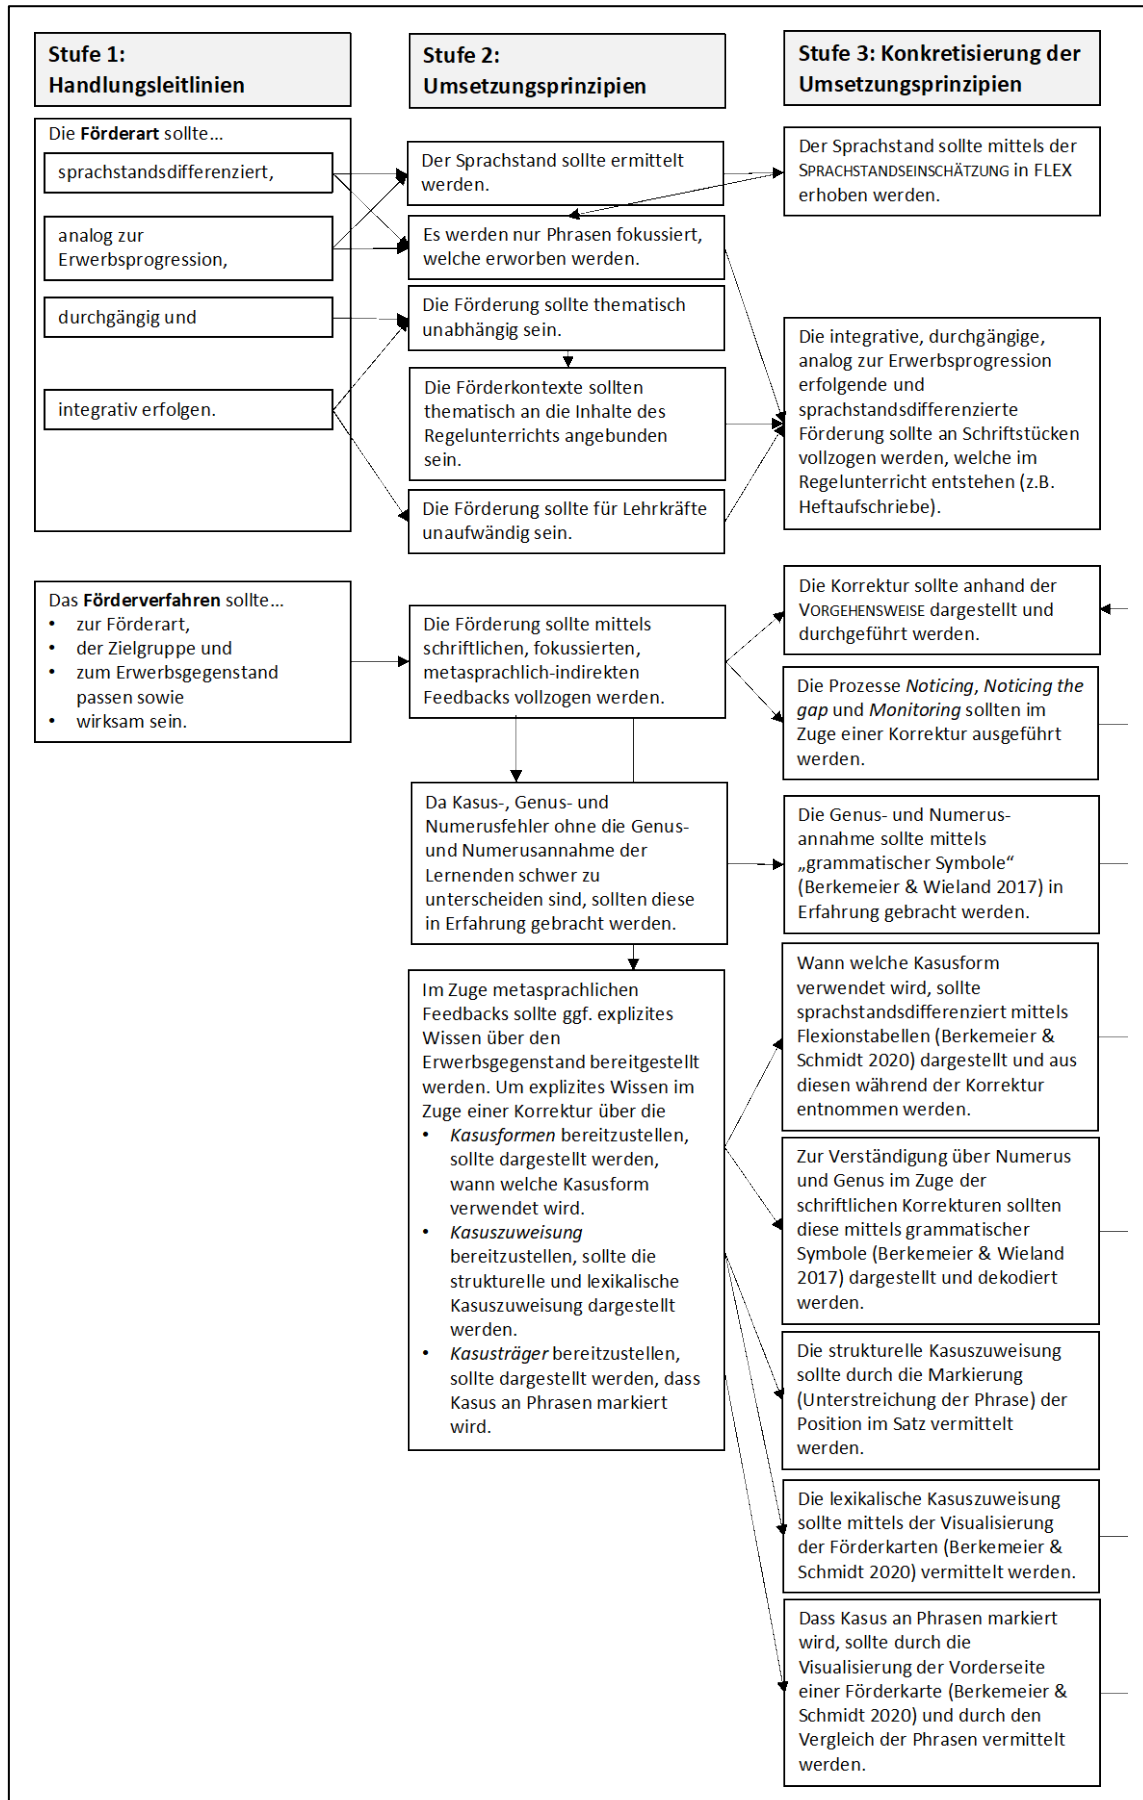 Stufe 1:
Handlungsleitlinien
Stufe 2:
Umsetzungsprinzipien
Stufe 3: Konkretisierung der
Umsetzungsprinzipien
Die Förderart sollte...
sprachstandsdifferenziert,
analog zur
Erwerbsprogression,
durchgängig und
integrativ erfolgen.
Der Sprachstand sollte ermittelt
werden.
Es werden nur Phrasen fokussiert,
welche erworben werden.
Die Förderung sollte thematisch
unabhängig sein.
Die Förderkontexte sollten
thematisch an die Inhalte des
Regelunterrichts angebunden
sein.
Die Förderung sollte für Lehrkräfte
unaufwändig sein.
Der Sprachstand sollte mittels der
SPRACHSTANDSEINSCHÄTZUNG in FLEX
erhoben werden.
Die integrative, durchgängige,
analog zur Erwerbsprogression
erfolgende und
sprachstandsdifferenzierte
Förderung sollte an Schriftstücken
vollzogen werden, welche im
Regelunterricht entstehen (z.B.
Heftaufschriebe).
Das Förderverfahren sollte...
• zur Förderart,
• der Zielgruppe und
• zum Erwerbsgegenstand
passen sowie
• wirksam sein.
Die Förderung sollte mittels
schriftlichen, fokussierten,
metasprachlich-indirekten
Feedbacks vollzogen werden.
Da Kasus-, Genus- und
Numerusfehler ohne die Genus-
und Numerusannahme der
Lernenden schwer zu
unterscheiden sind, sollten diese
in Erfahrung gebracht werden.
Im Zuge metasprachlichen
Feedbacks sollte ggf. explizites
Wissen über den
Erwerbsgegenstand bereitgestellt
werden. Um explizites Wissen im
Zuge einer Korrektur über die
• Kasusformen bereitzustellen,
sollte dargestellt werden,
wann welche Kasusform
verwendet wird.
• Kasuszuweisung
bereitzustellen, sollte die
strukturelle und lexikalische
Kasuszuweisung dargestellt
werden.
• Kasusträger bereitzustellen,
sollte dargestellt werden, dass
Kasus an Phrasen markiert
wird.
Die Korrektur sollte anhand der
VORGEHENSWEISE dargestellt und
durchgeführt werden.
Die Prozesse Noticing, Noticing the
gap und Monitoring sollten im
Zuge einer Korrektur ausgeführt
werden.
Die Genus- und Numerus-
annahme sollte mittels
„grammatischer Symbole“
(Berkemeier & Wieland 2017) in
Erfahrung gebracht werden.
Wann welche Kasusform
verwendet wird, sollte
sprachstandsdifferenziert mittels
Flexionstabellen (Berkemeier &
Schmidt 2020) dargestellt und aus
diesen während der Korrektur
entnommen werden.
Zur Verständigung über Numerus
und Genus im Zuge der
schriftlichen Korrekturen sollten
diese mittels grammatischer
Symbole (Berkemeier & Wieland
2017) dargestellt und dekodiert
werden.
Die strukturelle Kasuszuweisung
sollte durch die Markierung
(Unterstreichung der Phrase) der
Position im Satz vermittelt
werden.
Die lexikalische Kasuszuweisung
sollte mittels der Visualisierung
der Förderkarten (Berkemeier &
Schmidt 2020) vermittelt werden.
Dass Kasus an Phrasen markiert
wird, sollte durch die
Visualisierung der Vorderseite
einer Förderkarte (Berkemeier &
Schmidt 2020) und durch den
Vergleich der Phrasen vermittelt
werden.